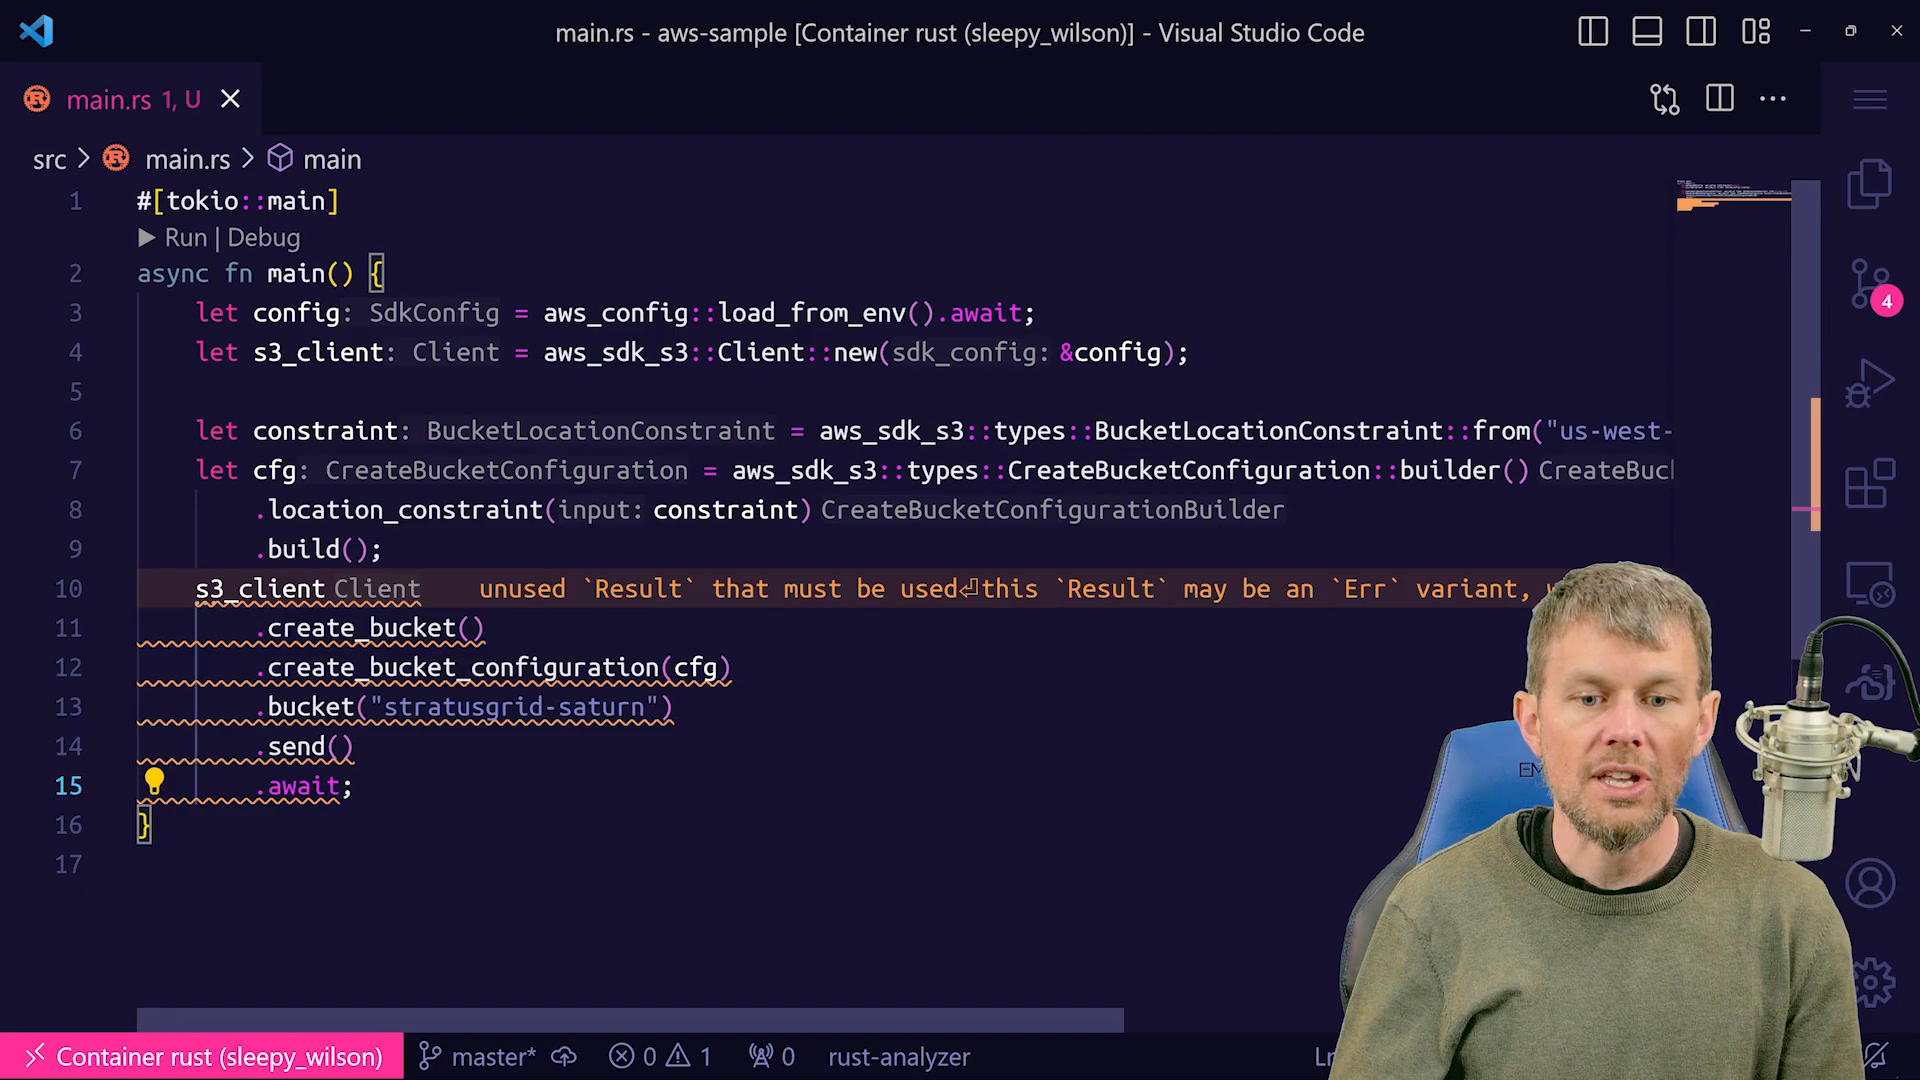 main.rs - aws-sample [Container rust (sleepy_wilson)] - Visual Studio Code
main.rs 1, U
src > main.rs > main
1 #[tokio::main]
Run | Debug
2 async fn main() {
3 let config: SdkConfig = aws_config::load_from_env().await;
4 let s3_client: Client = aws_sdk_s3::Client::new(sdk_config: &config);
5
6 let constraint: BucketLocationConstraint = aws_sdk_s3::types::BucketLocationConstraint::from("us-west-
7 let cfg: CreateBucketConfiguration = aws_sdk_s3::types::CreateBucketConfiguration::builder() CreateBuc
8 .location_constraint(input: constraint) CreateBucketConfigurationBuilder
9 .build();
10 s3_client Client unused `Result` that must be used⏎this `Result` may be an `Err` variant,
11 .create_bucket()
12 .create_bucket_configuration(cfg)
13 .bucket("stratusgrid-saturn")
14 .send()
15 .await;
16 }
17
4
Container rust (sleepy_wilson) master* 0 1 0 rust-analyzer